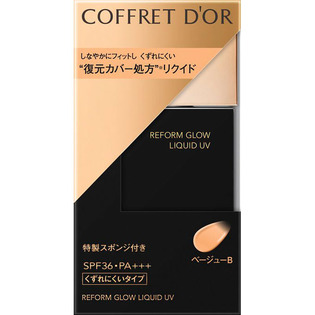 COFFRET D'OR
しなやかにフィットし くずれにくい
“復元カバー処方”*リクイド
REFORM GLOW
LIQUID UV
特製スポンジ付き
SPF36・PA+++
くずれにくいタイプ
ベージューB
REFORM GLOW LIQUID UV